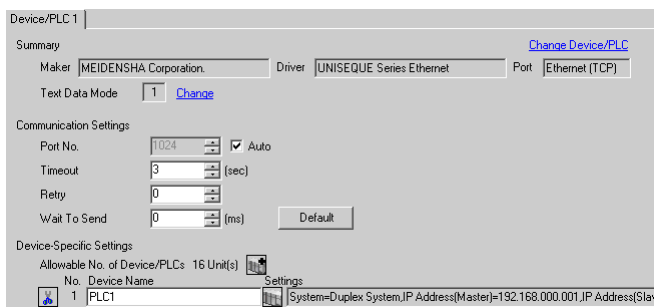 Device/PLC 1
Summary Change Device/PLC
Maker MEIDENSHA Corporation. Driver UNISEQUE Series Ethernet Port Ethernet (TCP)
Text Data Mode 1 Change
Communication Settings
Port No. 1024 Auto
Timeout 3 (sec)
Retry 0
Wait To Send 0 (ms) Default
Device-Specific Settings
Allowable No. of Device/PLCs 16 Unit(s)
No. Device Name Settings
1 PLC1 System=Duplex System,IP Address(Master)=192.168.000.001,IP Address(Slav